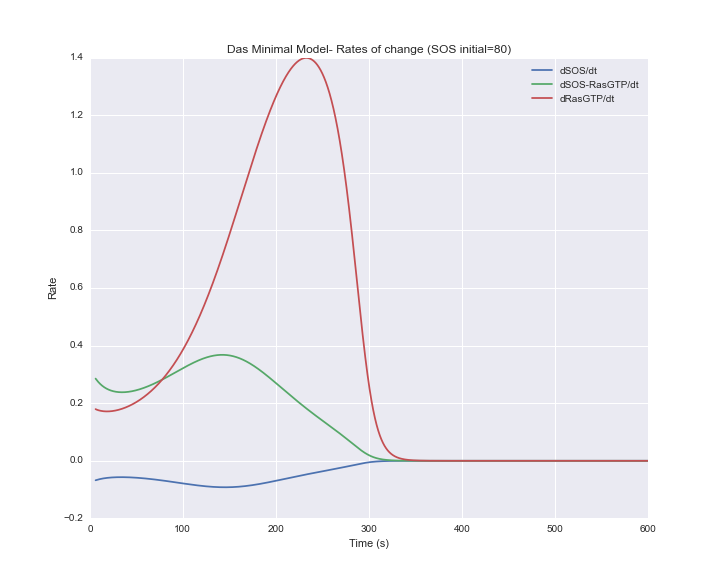 Das Minimal Model- Rates of change (SOS initial=80)
dSOS/dt
dSOS-RasGTP/dt
dRasGTP/dt
1.4
1.2
1.0
0.8
0.6
0.4
0.2
0.0
−0.2
Rate
0 100 200 300 400 500 600
Time (s)